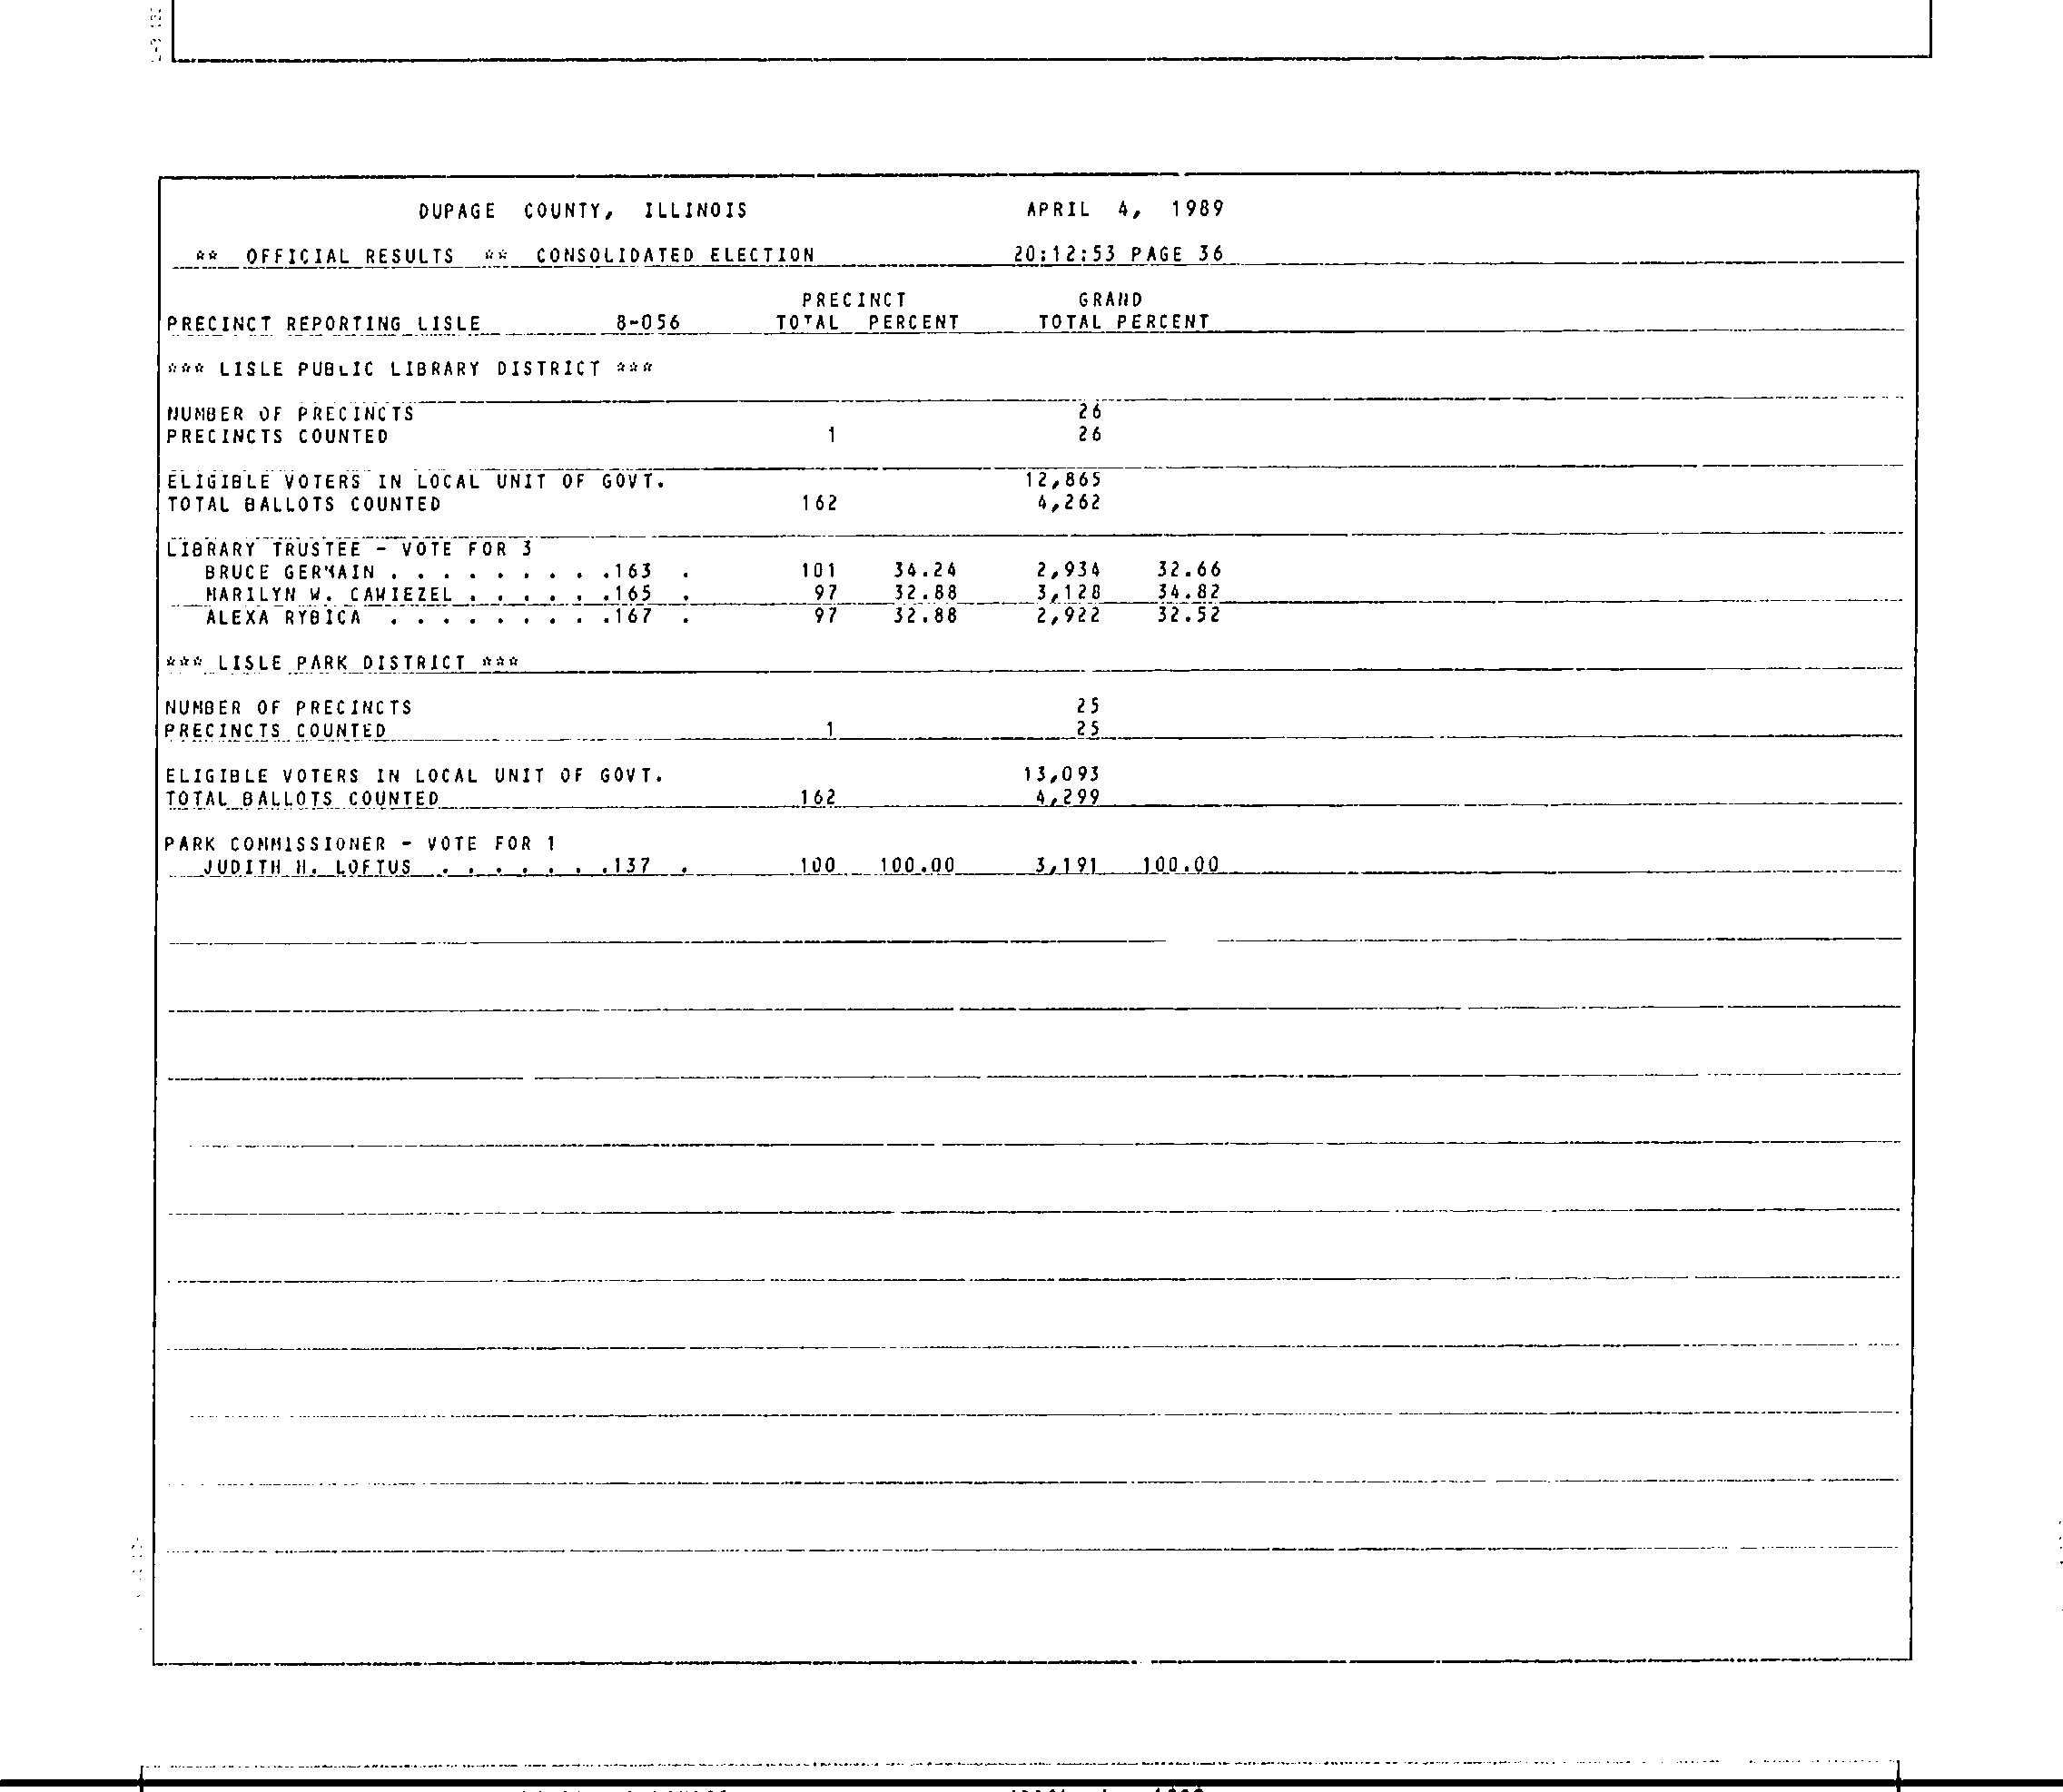 DUPAGE COUNTY, ILLINOIS APRIL 4, 1989
** OFFICIAL RESULTS ** CONSOLIDATED ELECTION 20:12:53 PAGE 36
PRECINCT GRAND
PRECINCT REPORTING LISLE 8-056 TOTAL PERCENT TOTAL PERCENT
*** LISLE PUBLIC LIBRARY DISTRICT ***
NUMBER OF PRECINCTS 26
PRECINCTS COUNTED 1 26
ELIGIBLE VOTERS IN LOCAL UNIT OF GOVT. 12,865
TOTAL BALLOTS COUNTED 162 4,262
LIBRARY TRUSTEE - VOTE FOR 3
BRUCE GERMAIN . . . . . . . . .163 . 101 34.24 2,934 32.66
MARILYN W. CAWIEZEL . . . . . .165 . 97 32.88 3,128 34.82
ALEXA RYBICA . . . . . . . . .167 . 97 32.88 2,922 32.52
*** LISLE PARK DISTRICT ***
NUMBER OF PRECINCTS 25
PRECINCTS COUNTED 1 25
ELIGIBLE VOTERS IN LOCAL UNIT OF GOVT. 13,093
TOTAL BALLOTS COUNTED 162 4,299
PARK COMMISSIONER - VOTE FOR 1
JUDITH H. LOFTUS . . . . . . .137 . 100 100.00 3,191 100.00